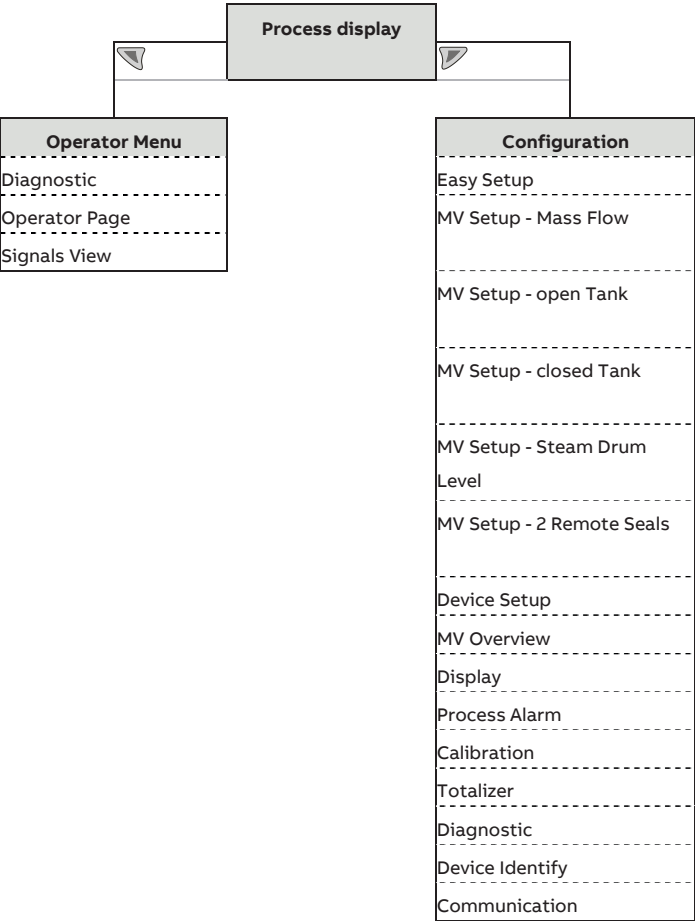 Process display
Operator Menu
Diagnostic
Operator Page
Signals View
Configuration
Easy Setup
MV Setup - Mass Flow
MV Setup - open Tank
MV Setup - closed Tank
MV Setup - Steam Drum
Level
MV Setup - 2 Remote Seals
Device Setup
MV Overview
Display
Process Alarm
Calibration
Totalizer
Diagnostic
Device Identify
Communication